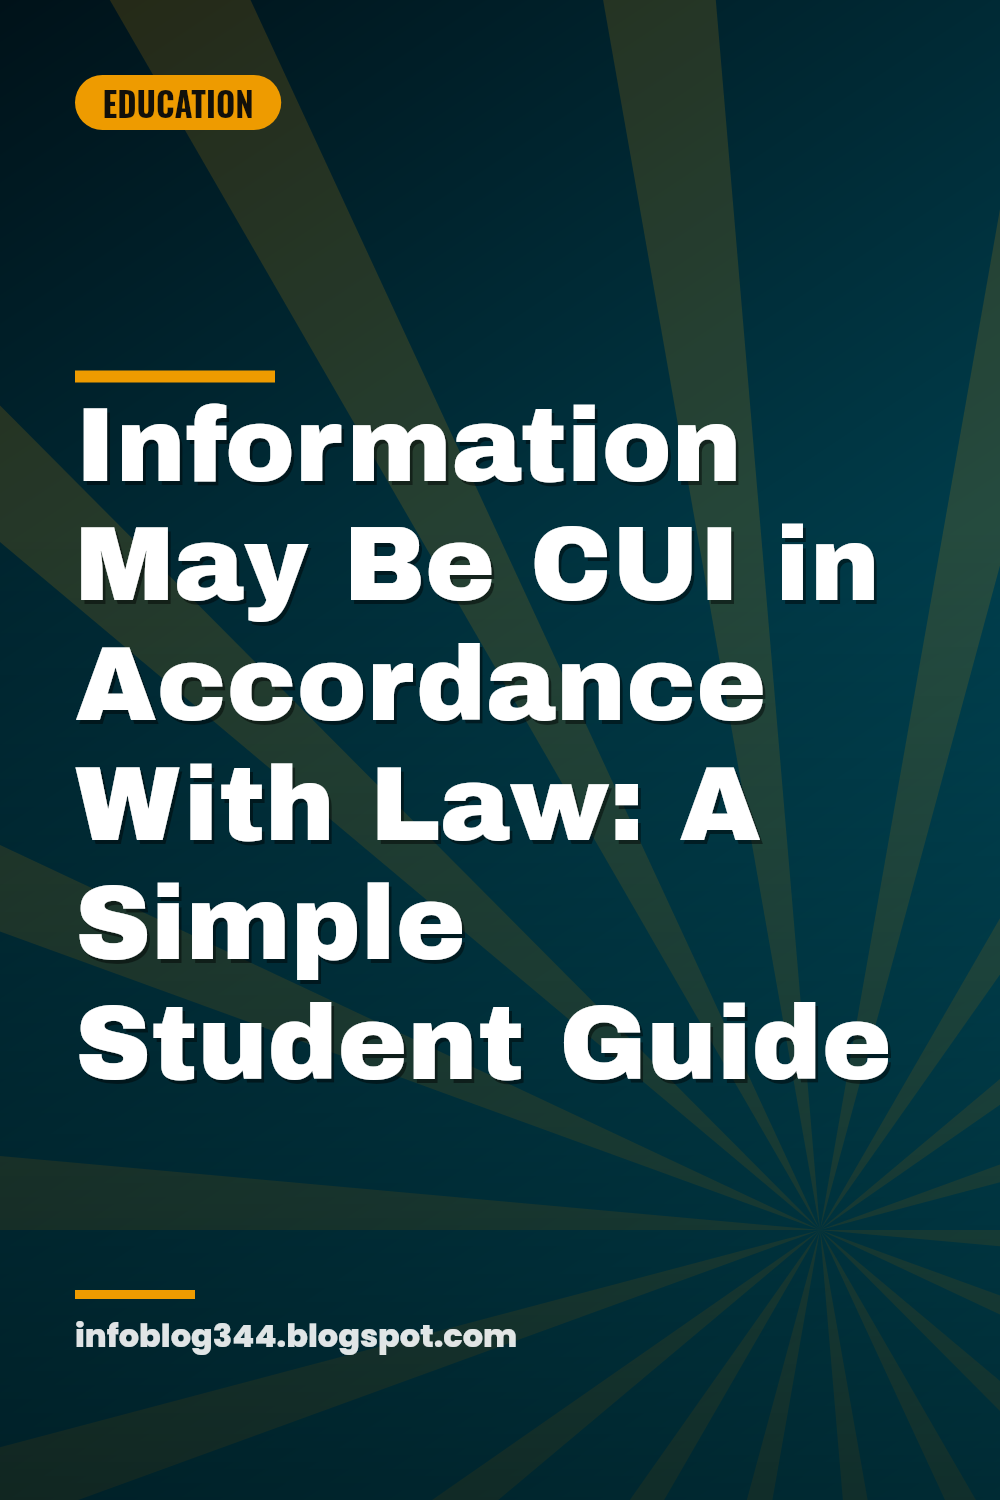 EDUCATION
Information
May Be CUI in
Accordance
With Law: A
Simple
Student Guide
infoblog344.blogspot.com